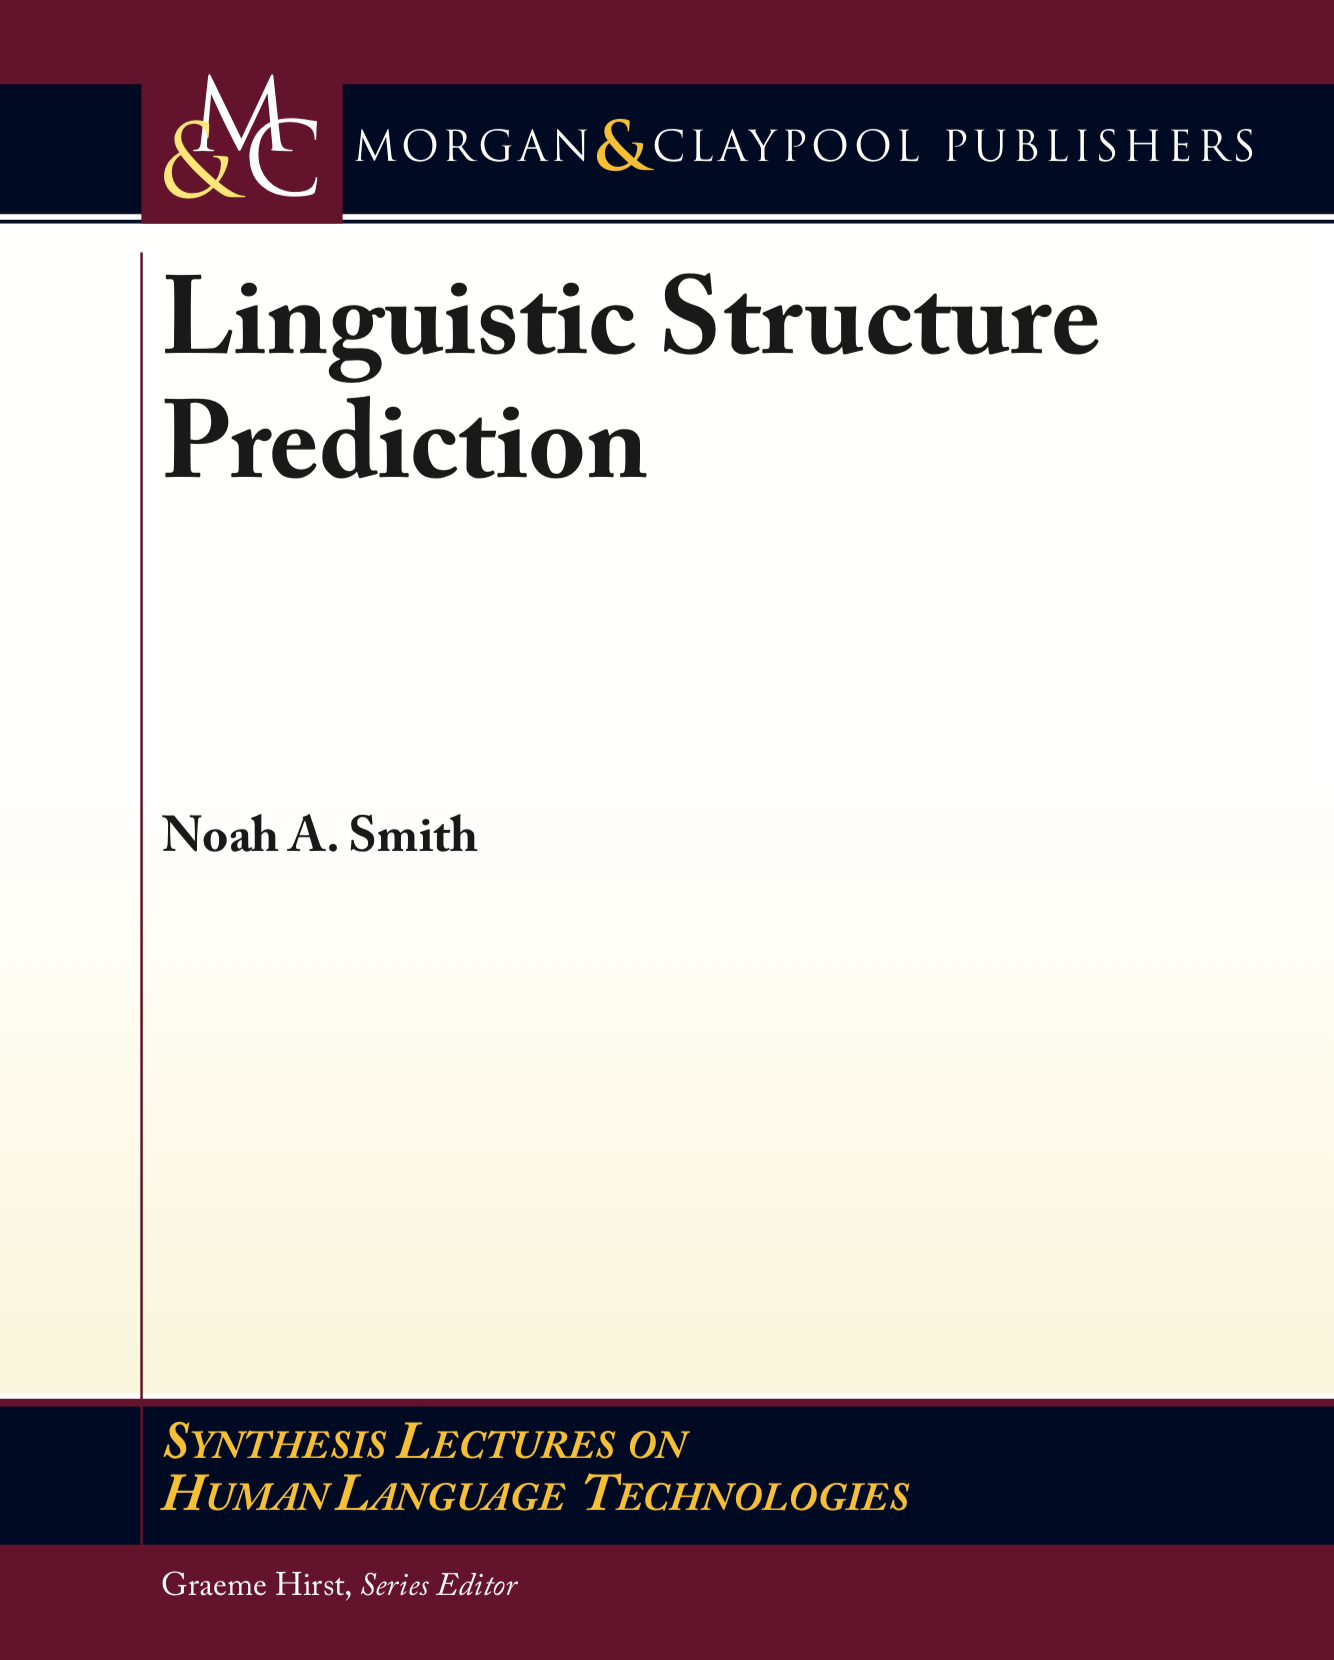 M
&C
MORGAN&CLAYPOOL PUBLISHERS
Linguistic Structure
Prediction
Noah A. Smith
SYNTHESIS LECTURES ON
HUMAN LANGUAGE TECHNOLOGIES
Graeme Hirst, Series Editor